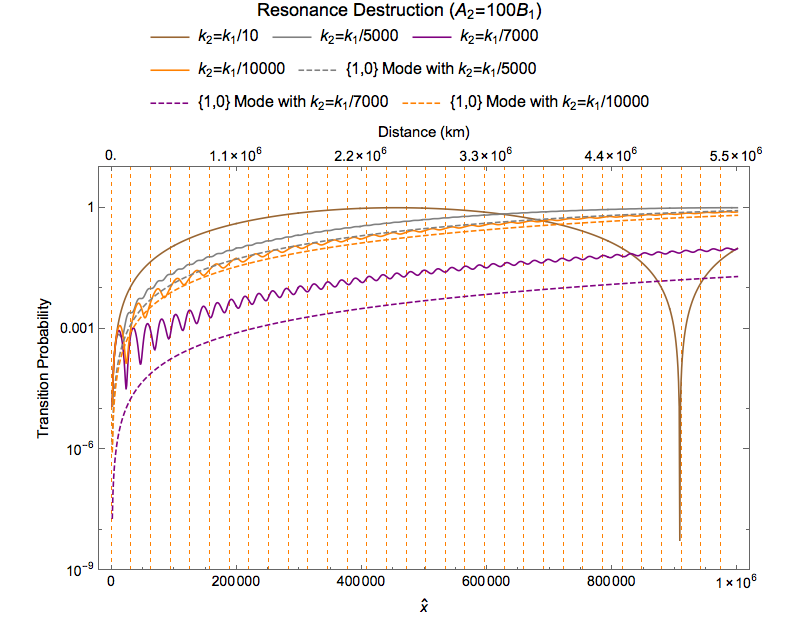 Resonance Destruction (A₂=100B₁)
k₂=k₁/10 k₂=k₁/5000 k₂=k₁/7000
k₂=k₁/10000 {1,0} Mode with k₂=k₁/5000
{1,0} Mode with k₂=k₁/7000 {1,0} Mode with k₂=k₁/10000
Distance (km)
0. 1.1×10⁶ 2.2×10⁶ 3.3×10⁶ 4.4×10⁶ 5.5×10⁶
Transition Probability
1
0.001
10⁻⁶
10⁻⁹
0 200000 400000 600000 800000 1×10⁶
x̂